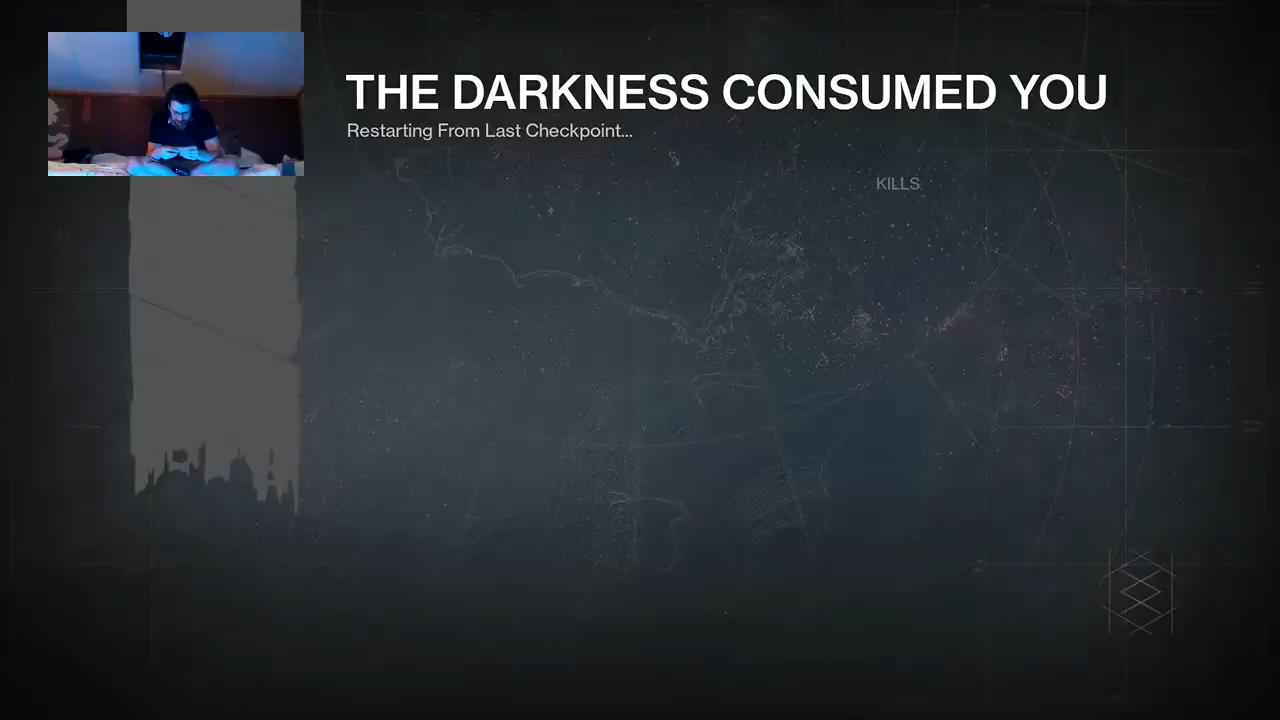 THE DARKNESS CONSUMED YOU
Restarting From Last Checkpoint...
KILLS